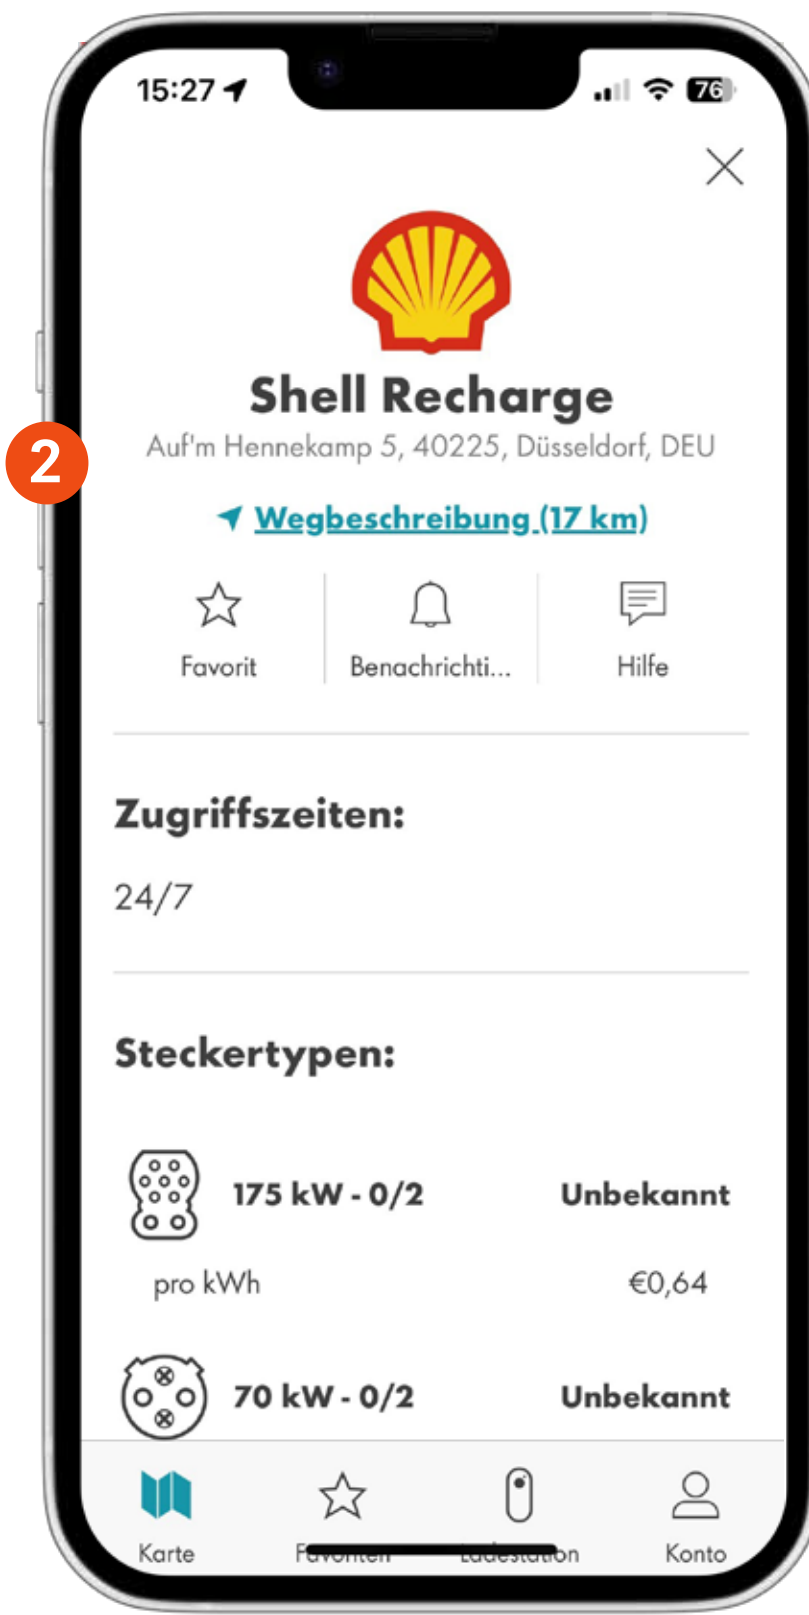 15:27
76
Shell Recharge
Auf'm Hennekamp 5, 40225, Düsseldorf, DEU
2
Wegbeschreibung (17 km)
Favorit Benachrichti... Hilfe
Zugriffszeiten:
24/7
Steckertypen:
175 kW - 0/2 Unbekannt
pro kWh €0,64
70 kW - 0/2 Unbekannt
Karte Favoriten Ladestation Konto